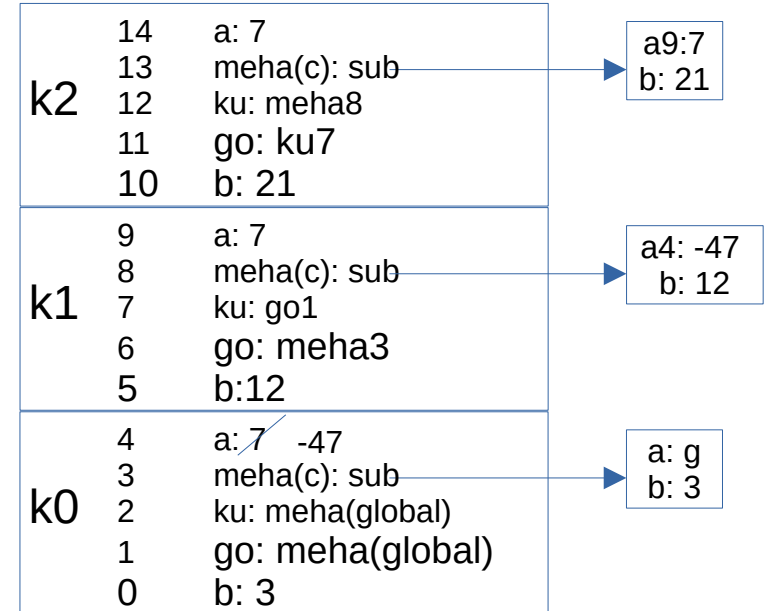 14 a: 7
13 meha(c): sub
k2 12 ku: meha8
11 go: ku7
10 b: 21
a9:7
b: 21
9 a: 7
8 meha(c): sub
k1 7 ku: go1
6 go: meha3
5 b:12
a4: -47
b: 12
4 a: 7 -47
3 meha(c): sub
k0 2 ku: meha(global)
1 go: meha(global)
0 b: 3
a: g
b: 3